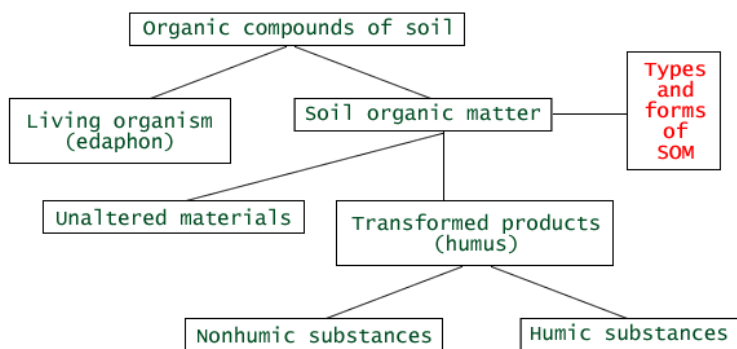 Organic compounds of soil
Types
and
forms
of
SOM
Living organism
(edaphon)
Soil organic matter
Unaltered materials
Transformed products
(humus)
Nonhumic substances
Humic substances